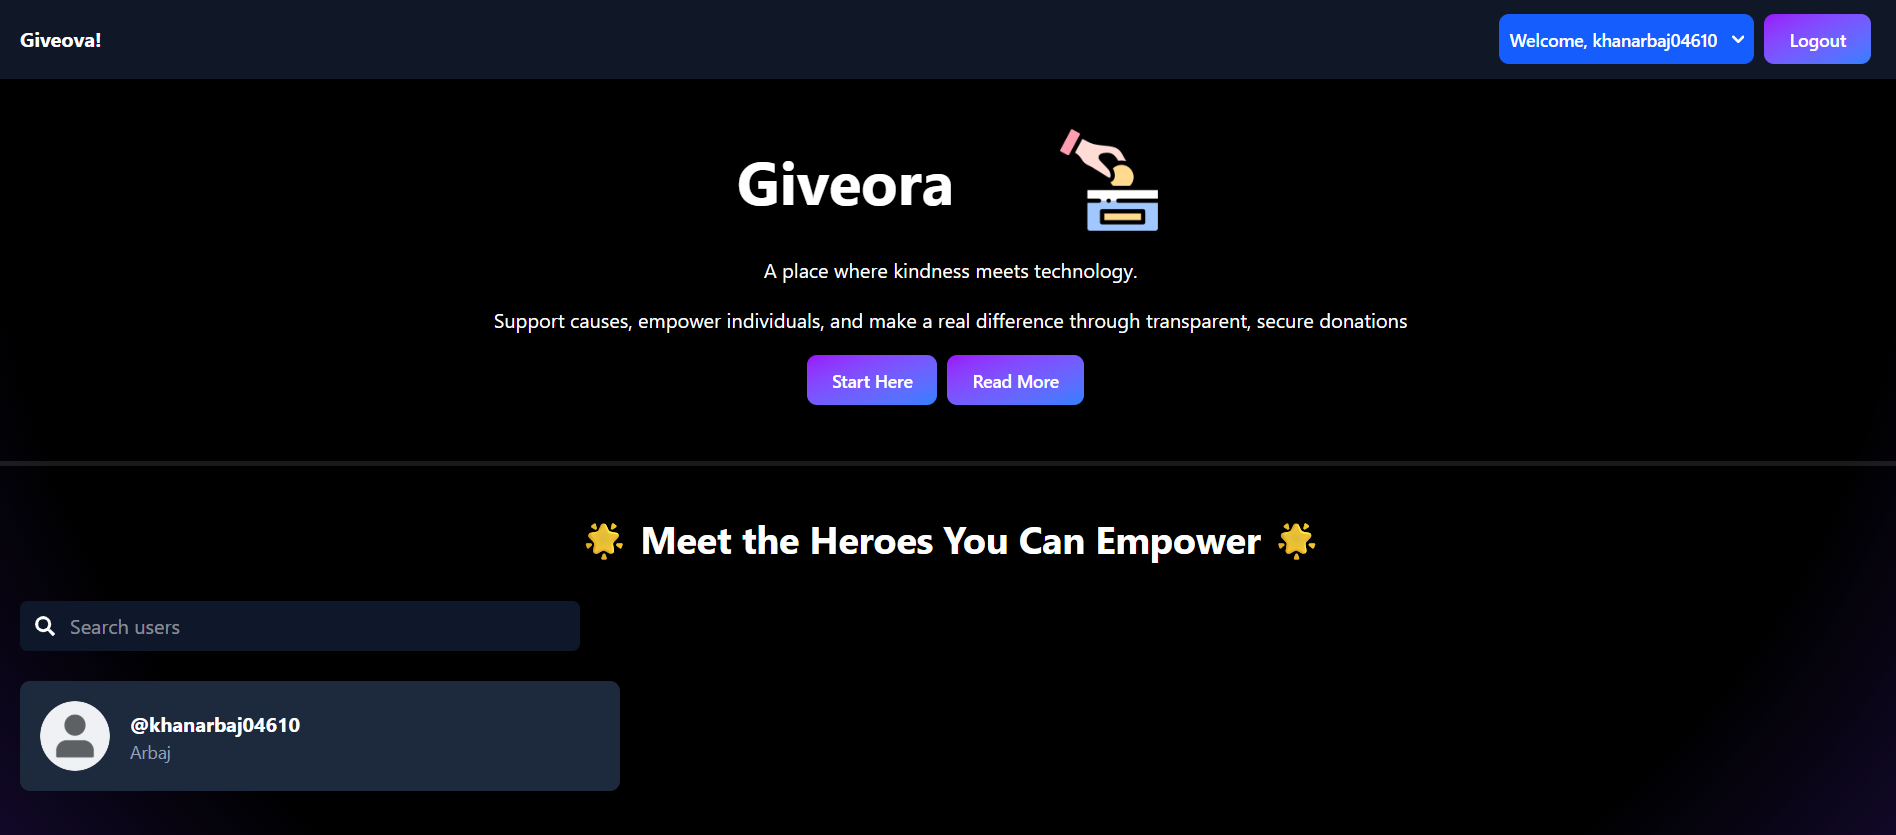 Giveova!
Welcome, khanarbaj04610
Logout
Giveora
A place where kindness meets technology.
Support causes, empower individuals, and make a real difference through transparent, secure donations
Start Here
Read More
🌟 Meet the Heroes You Can Empower 🌟
Search users
@khanarbaj04610
Arbaj